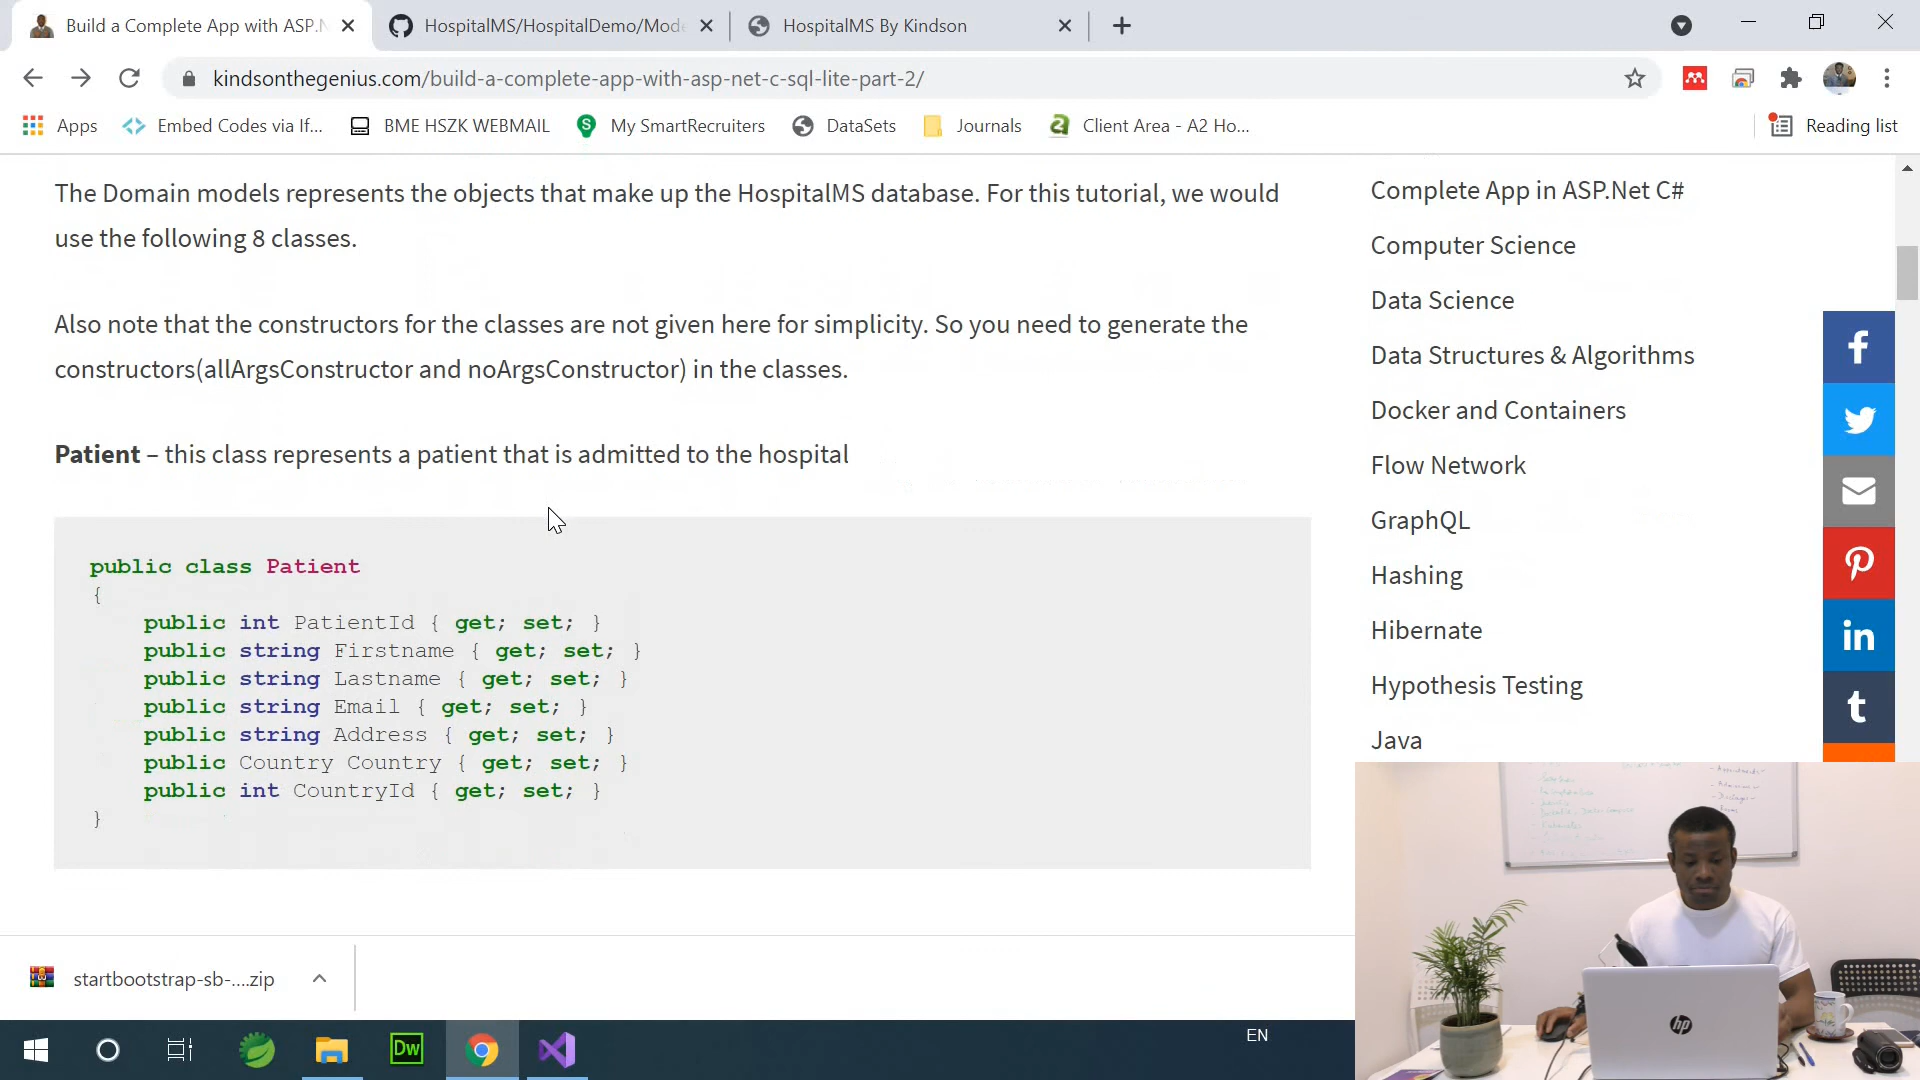 Build a Complete App with ASP.N
HospitalMS/HospitalDemo/Mode
HospitalMS By Kindson
kindsonthegenius.com/build-a-complete-app-with-asp-net-c-sql-lite-part-2/
Apps
Embed Codes via If...
BME HSZK WEBMAIL
My SmartRecruiters
DataSets
Journals
Client Area - A2 Ho...
Reading list
The Domain models represents the objects that make up the HospitalMS database. For this tutorial, we would
use the following 8 classes.
Also note that the constructors for the classes are not given here for simplicity. So you need to generate the
constructors(allArgsConstructor and noArgsConstructor) in the classes.
Patient – this class represents a patient that is admitted to the hospital
public class Patient
{
public int PatientId { get; set; }
public string Firstname { get; set; }
public string Lastname { get; set; }
public string Email { get; set; }
public string Address { get; set; }
public Country Country { get; set; }
public int CountryId { get; set; }
}
Complete App in ASP.Net C#
Computer Science
Data Science
Data Structures & Algorithms
Docker and Containers
Flow Network
GraphQL
Hashing
Hibernate
Hypothesis Testing
Java
startbootstrap-sb-....zip
Dw
EN
hp